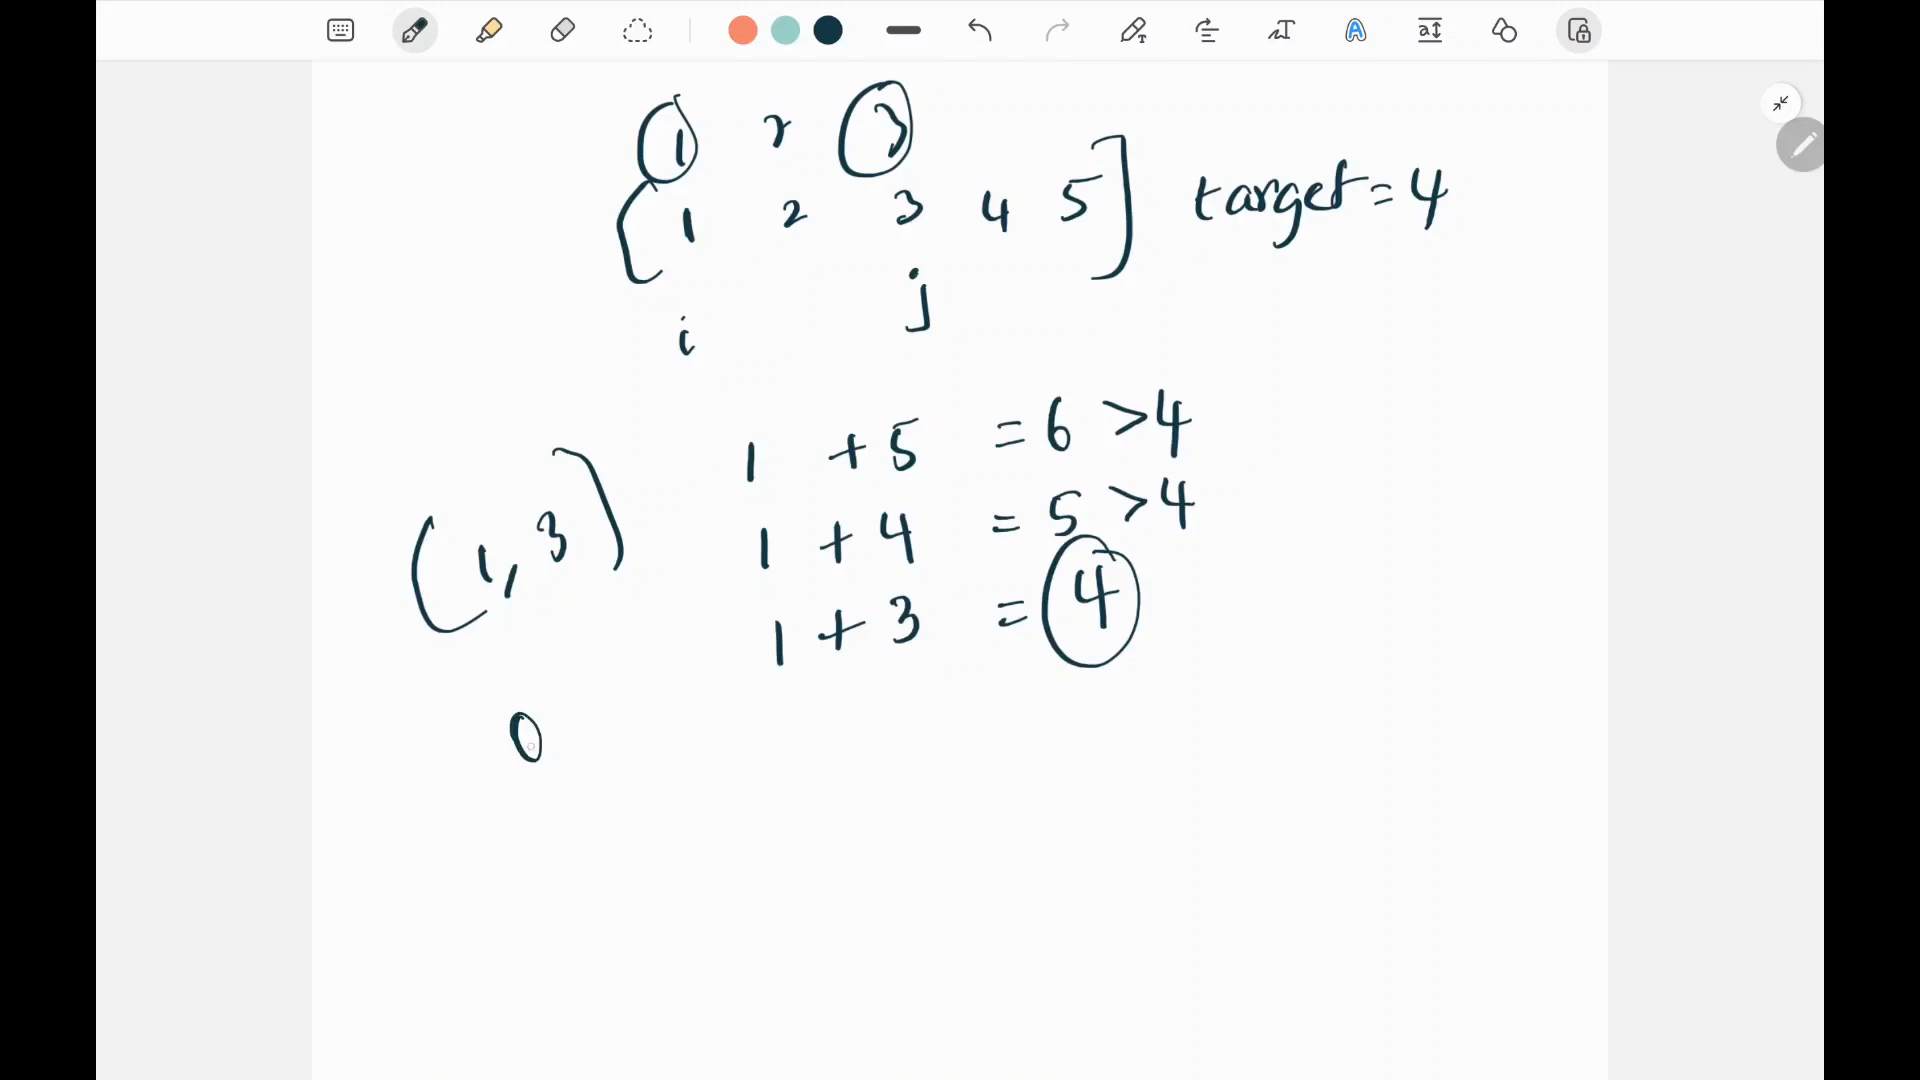 1 2 3
[1 2 3 4 5] target=4
i j
1 + 5 = 6 >4
1 + 4 = 5 >4
(1,3)
1 + 3 = 4
0